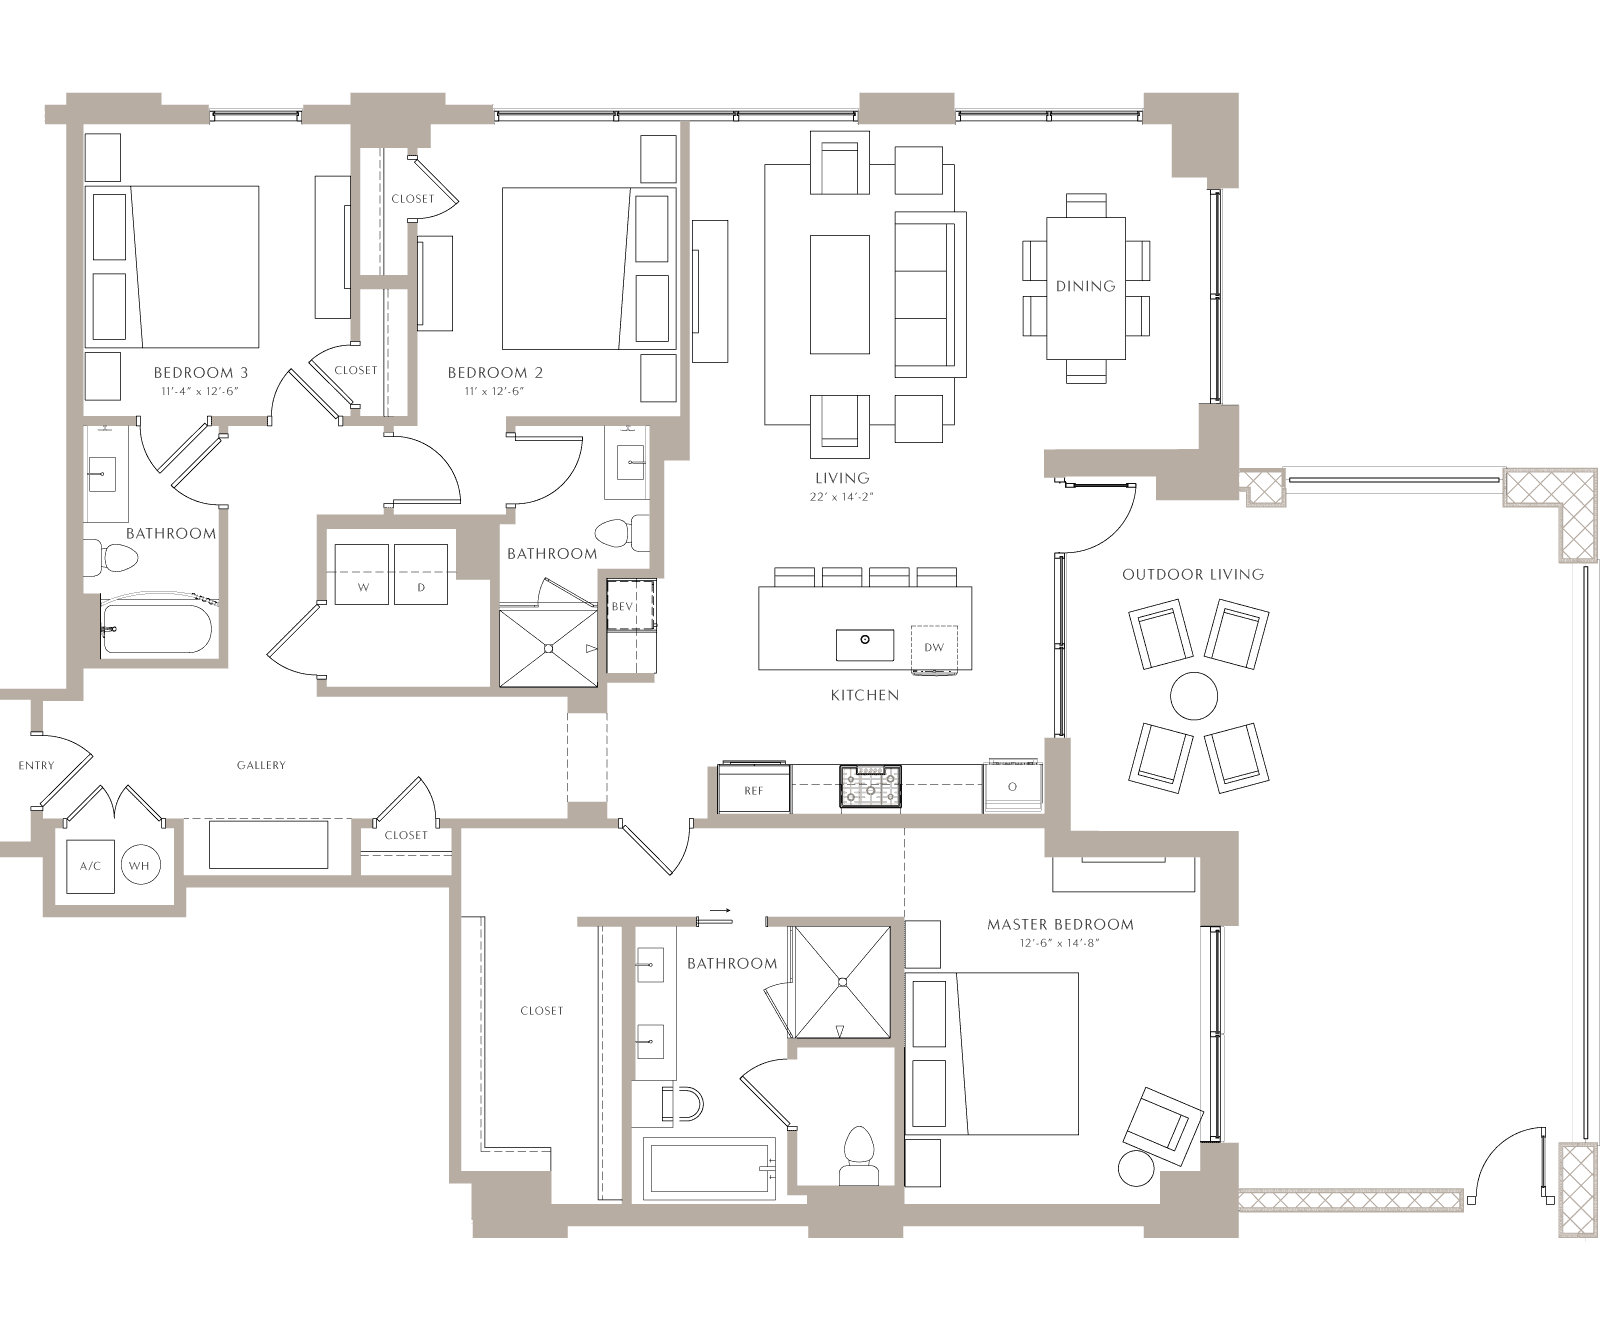 CLOSET
BEDROOM 3
11'-4" x 12'-6"
CLOSET
BEDROOM 2
11' x 12'-6"
DINING
LIVING
22' x 14'-2"
BATHROOM
BATHROOM
W
D
BEV
OUTDOOR LIVING
DW
KITCHEN
ENTRY
GALLERY
REF
O
CLOSET
A/C
WH
MASTER BEDROOM
12'-6" x 14'-8"
BATHROOM
CLOSET